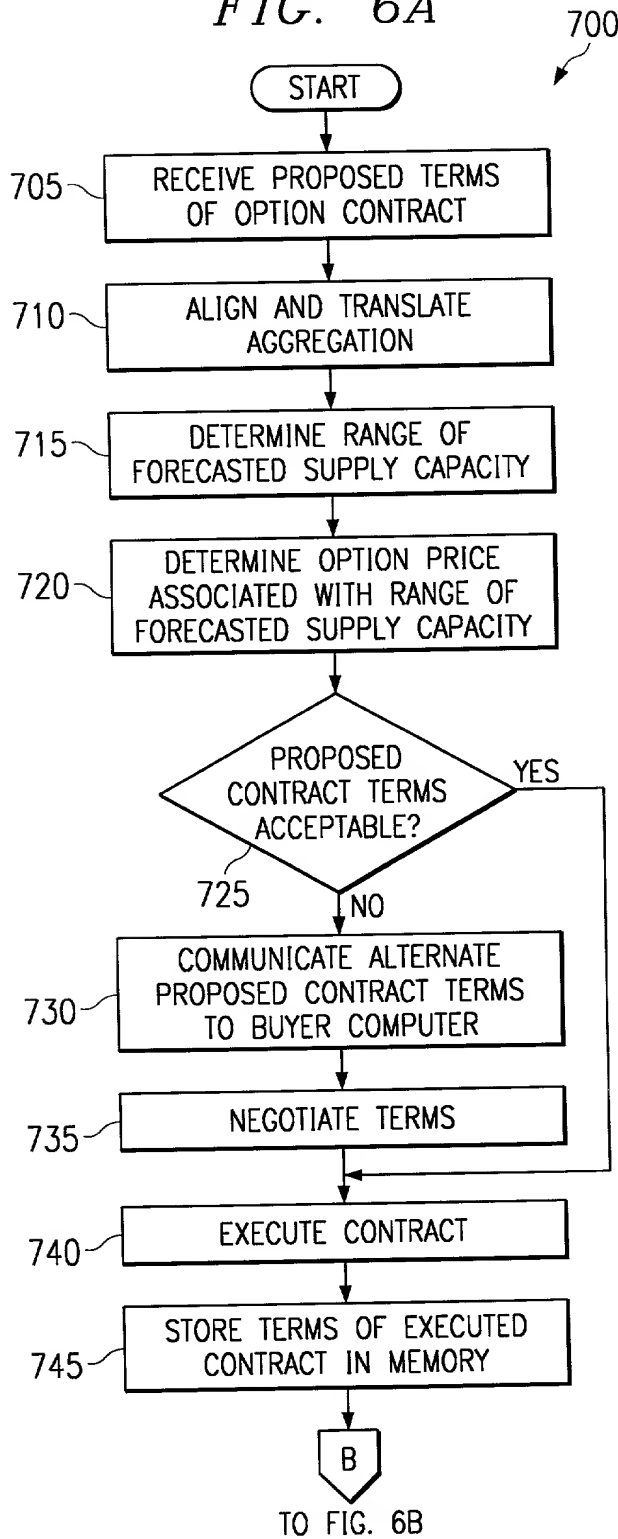 FIG. 6A
700
START
705
RECEIVE PROPOSED TERMS
OF OPTION CONTRACT
710
ALIGN AND TRANSLATE
AGGREGATION
715
DETERMINE RANGE OF
FORECASTED SUPPLY CAPACITY
720
DETERMINE OPTION PRICE
ASSOCIATED WITH RANGE OF
FORECASTED SUPPLY CAPACITY
PROPOSED
CONTRACT TERMS
ACCEPTABLE?
YES
725
NO
730
COMMUNICATE ALTERNATE
PROPOSED CONTRACT TERMS
TO BUYER COMPUTER
735
NEGOTIATE TERMS
740
EXECUTE CONTRACT
745
STORE TERMS OF EXECUTED
CONTRACT IN MEMORY
B
TO FIG. 6B